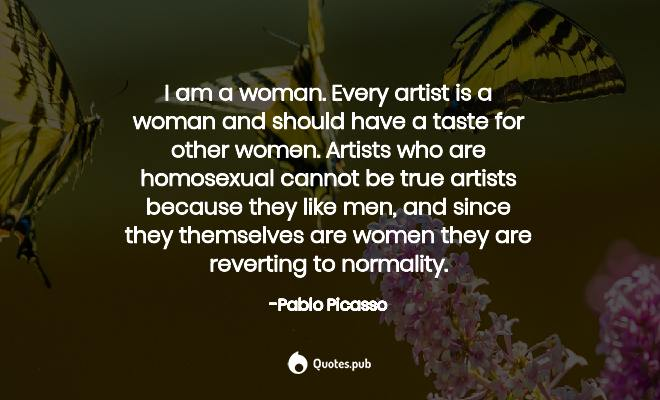 I am a woman. Every artist is a
woman and should have a taste for
other women. Artists who are
homosexual cannot be true artists
because they like men, and since
they themselves are women they are
reverting to normality.
-Pablo Picasso
Quotes.pub